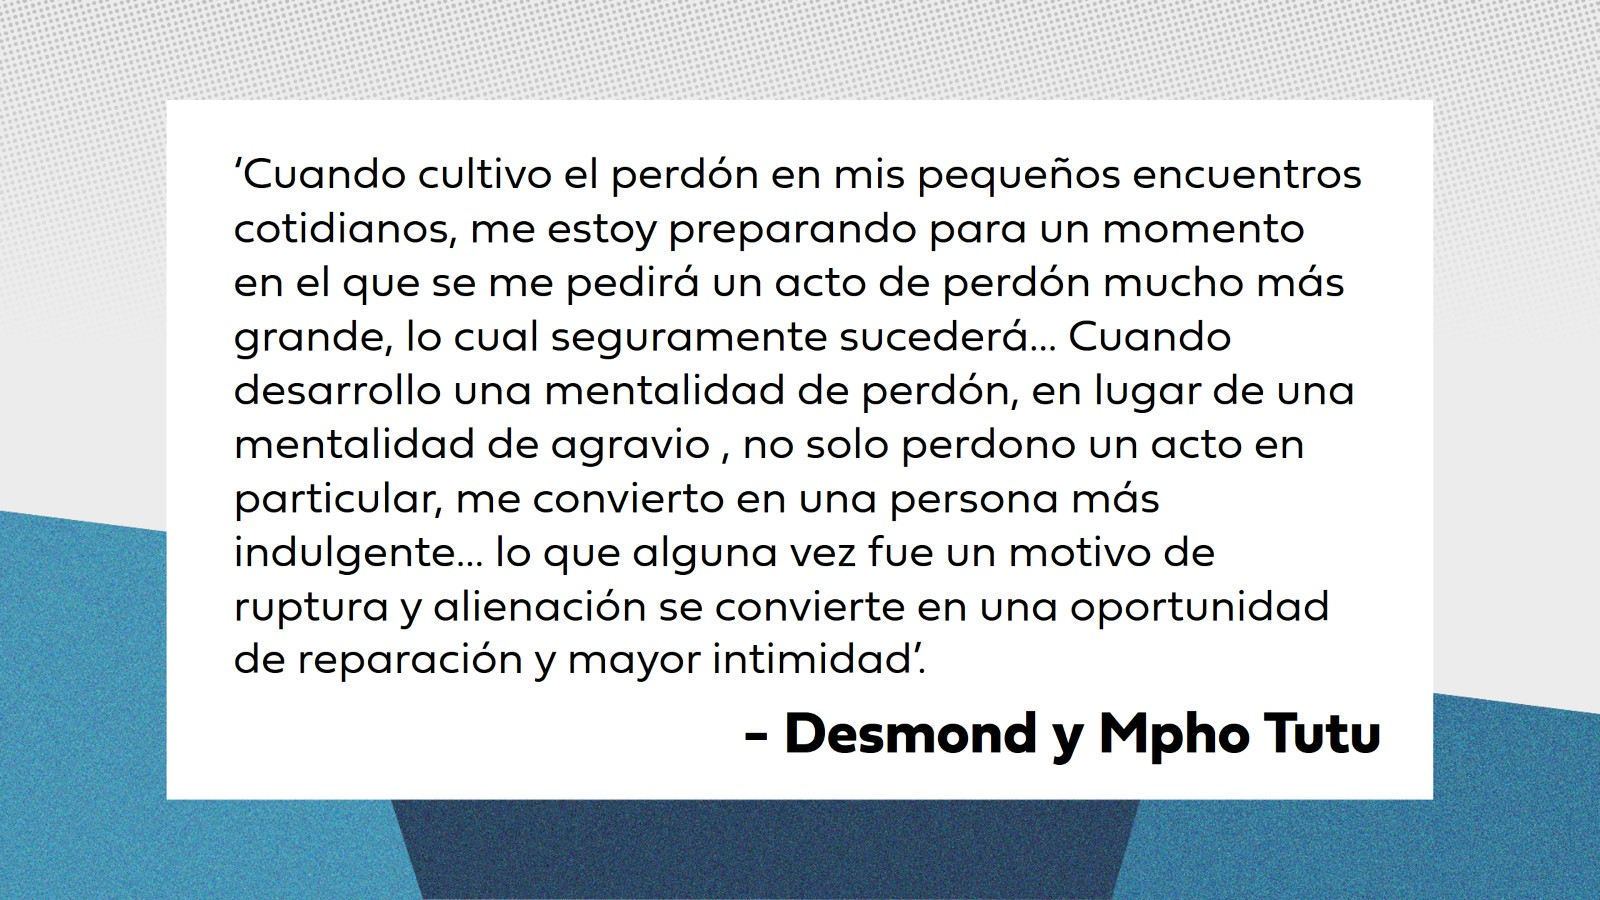 ‘Cuando cultivo el perdón en mis pequeños encuentros
cotidianos, me estoy preparando para un momento
en el que se me pedirá un acto de perdón mucho más
grande, lo cual seguramente sucederá... Cuando
desarrollo una mentalidad de perdón, en lugar de una
mentalidad de agravio , no solo perdono un acto en
particular, me convierto en una persona más
indulgente... lo que alguna vez fue un motivo de
ruptura y alienación se convierte en una oportunidad
de reparación y mayor intimidad’.
- Desmond y Mpho Tutu